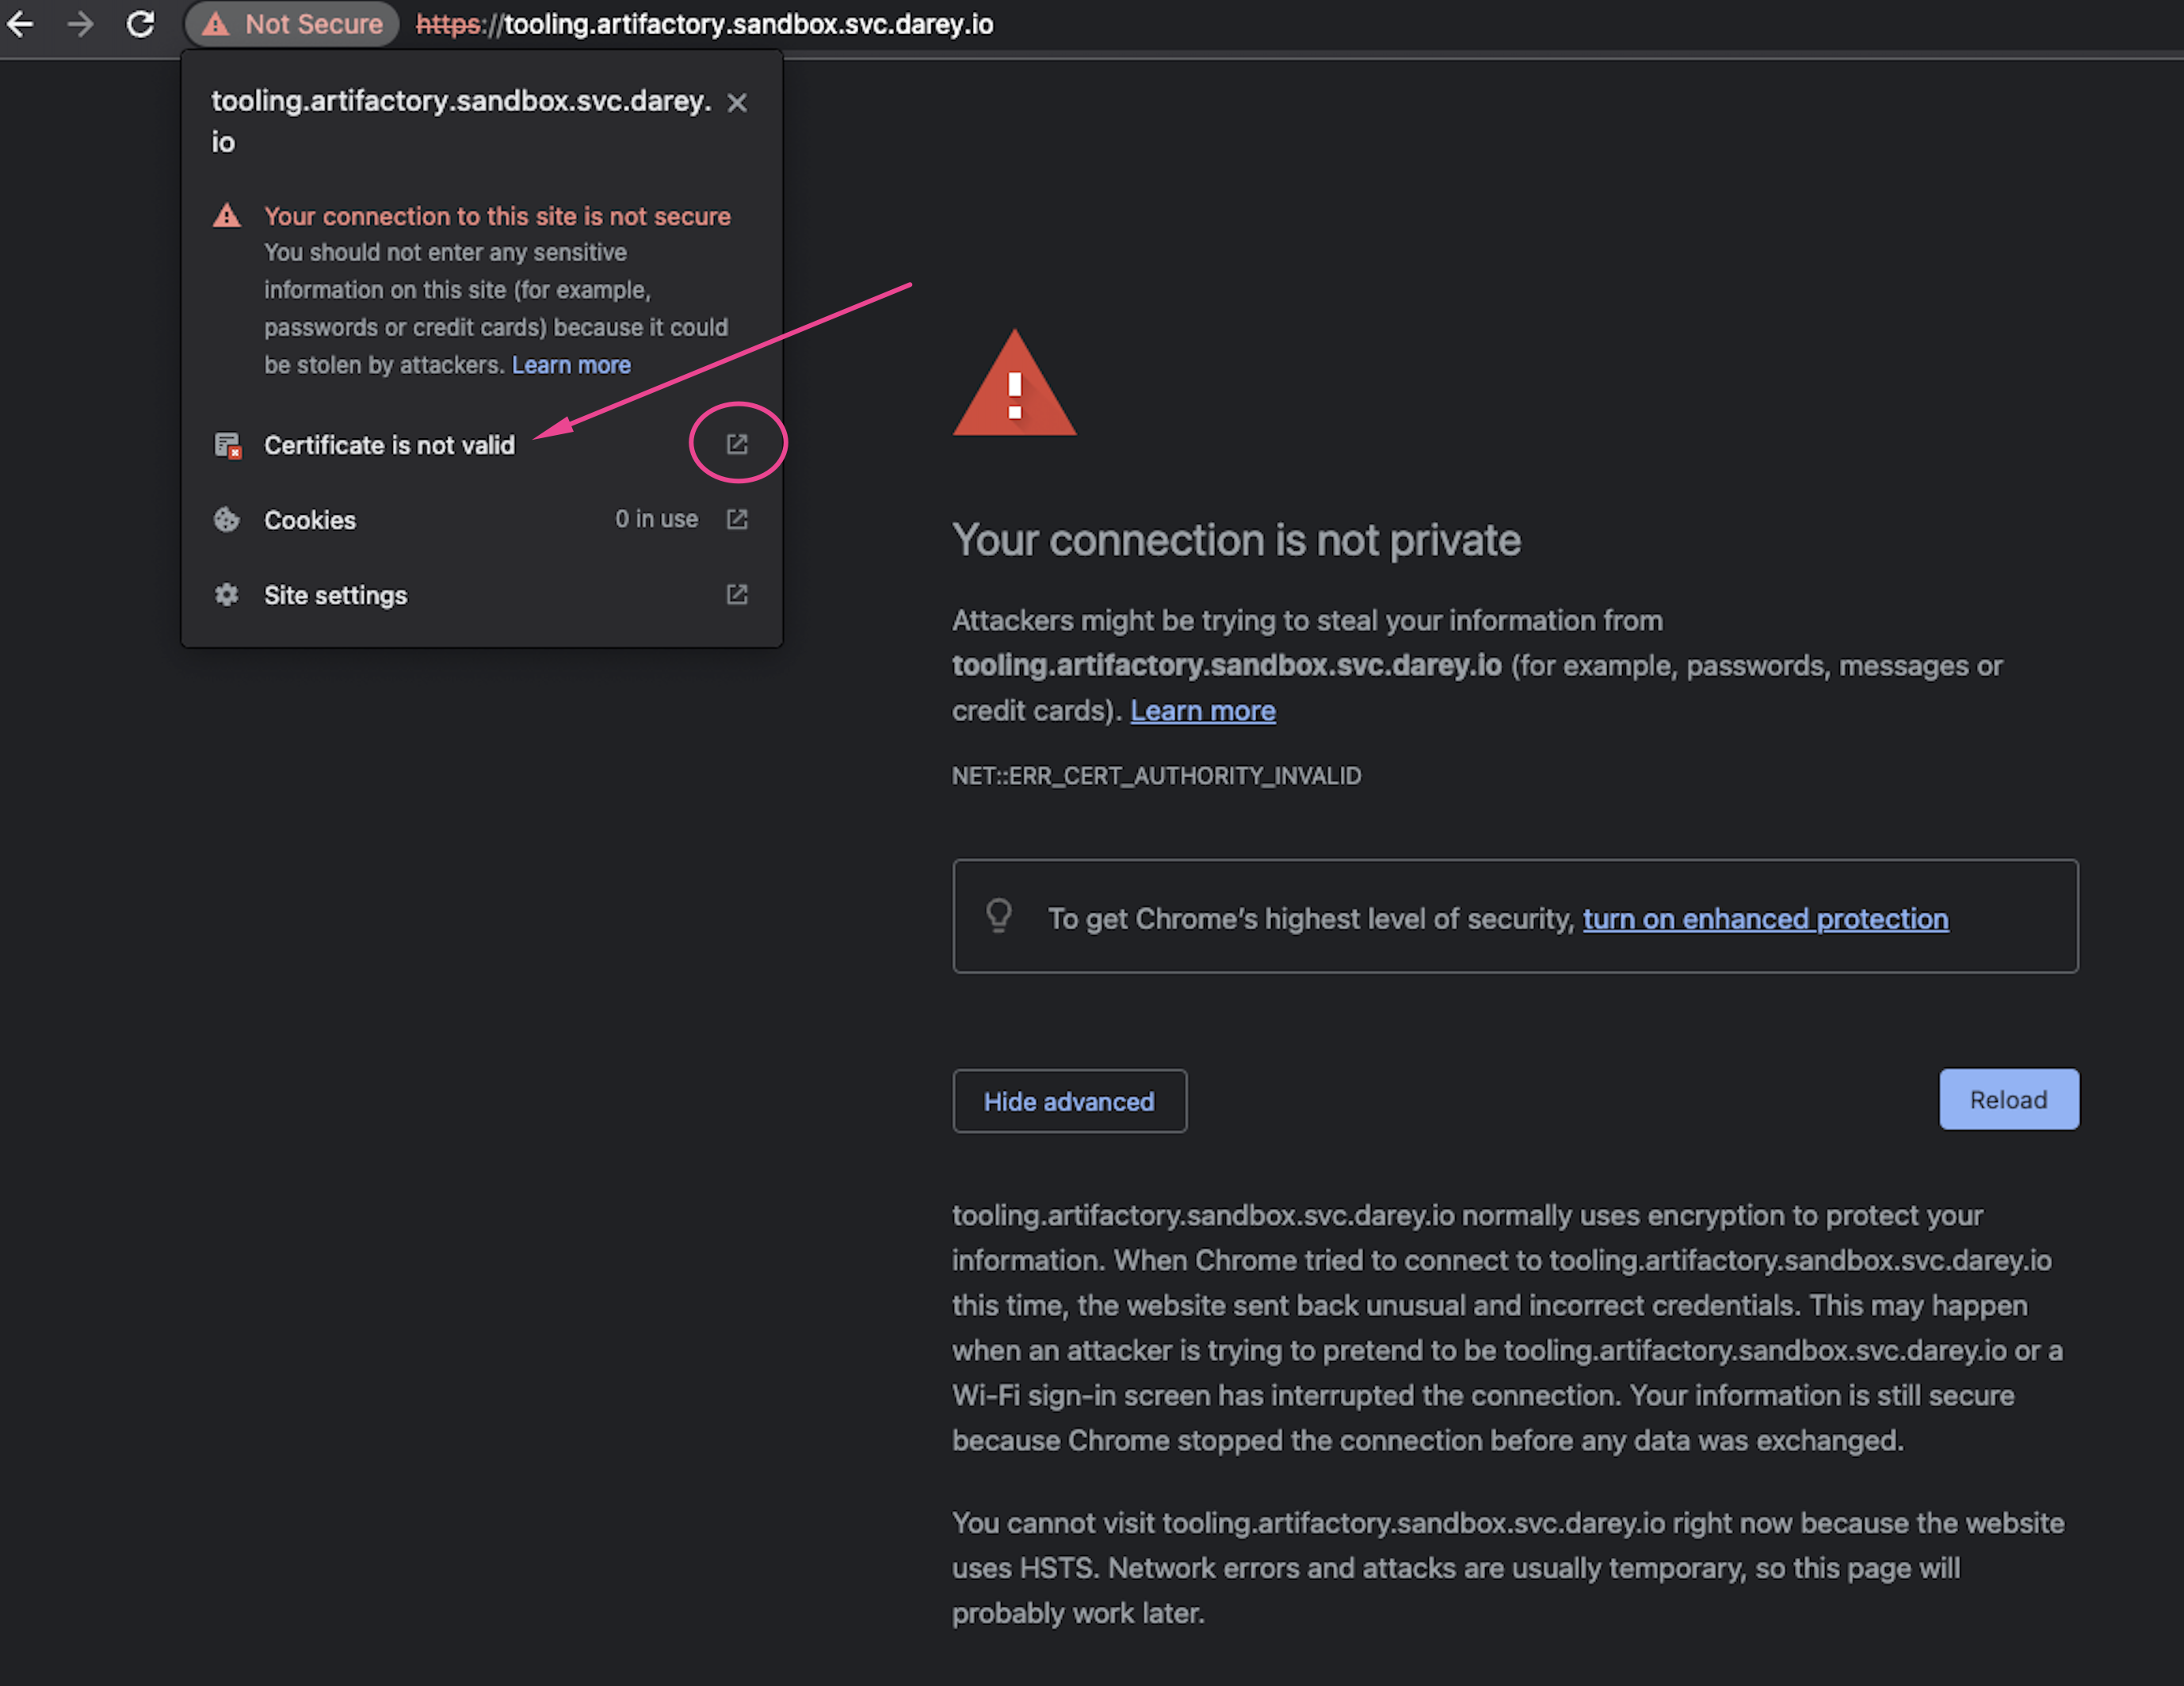 Not Secure https://tooling.artifactory.sandbox.svc.darey.io
tooling.artifactory.sandbox.svc.darey.
io
Your connection to this site is not secure
You should not enter any sensitive
information on this site (for example,
passwords or credit cards) because it could
be stolen by attackers. Learn more
Certificate is not valid
Cookies 0 in use
Site settings
Your connection is not private
Attackers might be trying to steal your information from
tooling.artifactory.sandbox.svc.darey.io (for example, passwords, messages or
credit cards). Learn more
NET::ERR_CERT_AUTHORITY_INVALID
To get Chrome’s highest level of security, turn on enhanced protection
Hide advanced
Reload
tooling.artifactory.sandbox.svc.darey.io normally uses encryption to protect your
information. When Chrome tried to connect to tooling.artifactory.sandbox.svc.darey.io
this time, the website sent back unusual and incorrect credentials. This may happen
when an attacker is trying to pretend to be tooling.artifactory.sandbox.svc.darey.io or a
Wi-Fi sign-in screen has interrupted the connection. Your information is still secure
because Chrome stopped the connection before any data was exchanged.
You cannot visit tooling.artifactory.sandbox.svc.darey.io right now because the website
uses HSTS. Network errors and attacks are usually temporary, so this page will
probably work later.